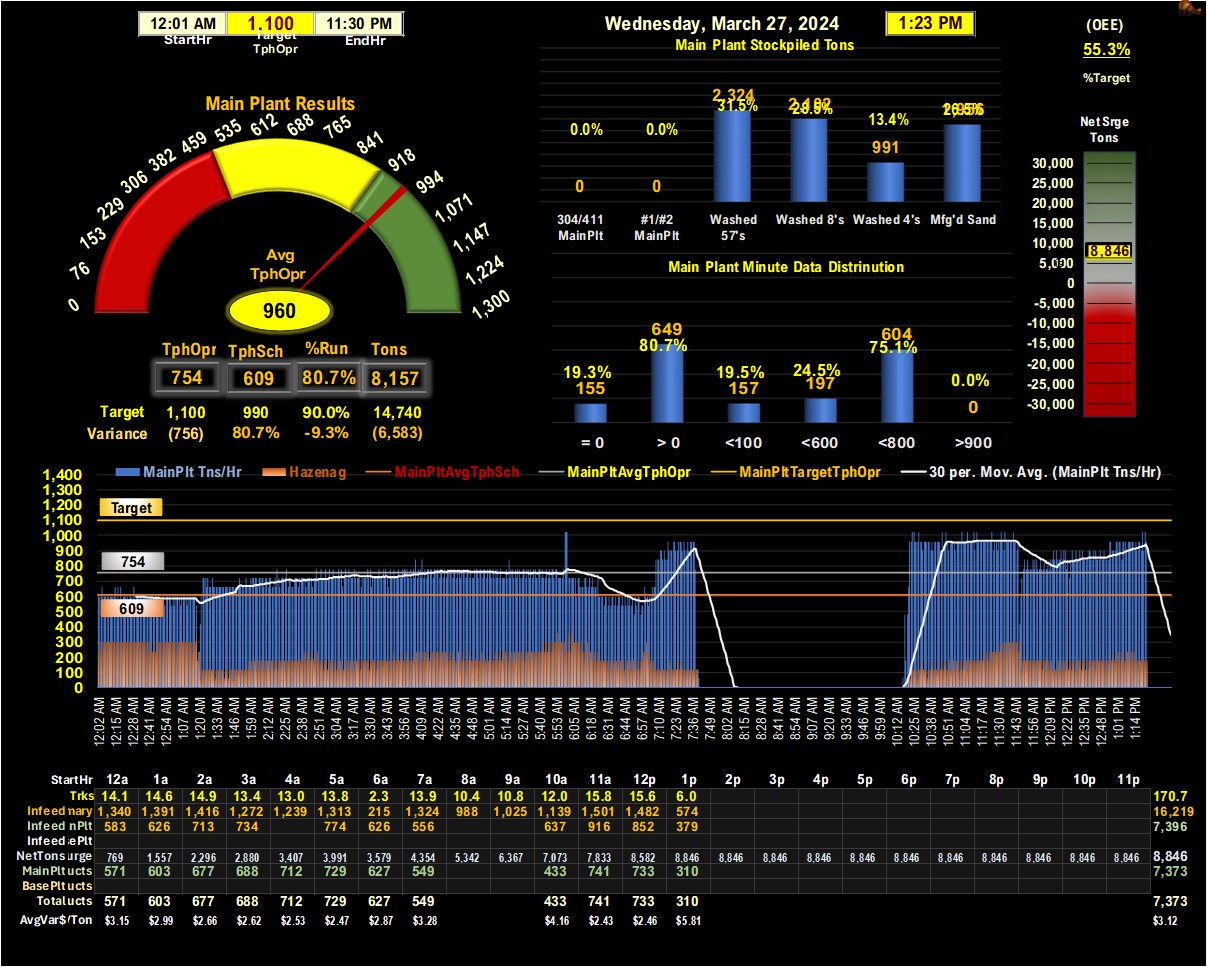 12:01 AM 1,100 11:30 PM
StartHr Target TphOpr EndHr
Wednesday, March 27, 2024 1:23 PM
(OEE)
55.3%
%Target
Main Plant Results
0 76 153 229 306 382 459 535 612 688 765 841 918 994 1,071 1,147 1,224 1,300
Avg
TphOpr
960
TphOpr TphSch %Run Tons
754 609 80.7% 8,157
Target 1,100 990 90.0% 14,740
Variance (756) 80.7% -9.3% (6,583)
Main Plant Stockpiled Tons
2,324
31.5%
0.0% 0.0% 13.4%
991
0 0
304/411 MainPlt #1/#2 MainPlt Washed 57's Washed 8's Washed 4's Mfg'd Sand
Main Plant Minute Data Distrinution
649 604
80.7% 75.1%
19.3% 19.5% 24.5% 0.0%
155 157 197 0
= 0 > 0 <100 <600 <800 >900
Net Srge
Tons
30,000
25,000
20,000
15,000
10,000
8,846
0
-5,000
-10,000
-15,000
-20,000
-25,000
-30,000
MainPlt Tns/Hr Hazemag MainPltAvgTphSch MainPltAvgTphOpr MainPltTargetTphOpr 30 per. Mov. Avg. (MainPlt Tns/Hr)
1,400
1,300
1,200
1,100
1,000
900
800
700
600
500
400
300
200
100
0
Target
754
609
12:02 AM 12:15 AM 12:28 AM 12:41 AM 12:54 AM 1:07 AM 1:20 AM 1:33 AM 1:46 AM 1:59 AM 2:12 AM 2:25 AM 2:38 AM 2:51 AM 3:04 AM 3:17 AM 3:30 AM 3:43 AM 3:56 AM 4:09 AM 4:22 AM 4:35 AM 4:48 AM 5:01 AM 5:14 AM 5:27 AM 5:40 AM 5:53 AM 6:05 AM 6:18 AM 6:31 AM 6:44 AM 6:57 AM 7:10 AM 7:23 AM 7:36 AM 7:49 AM 8:02 AM 8:15 AM 8:28 AM 8:41 AM 8:54 AM 9:07 AM 9:20 AM 9:33 AM 9:46 AM 9:59 AM 10:12 AM 10:25 AM 10:38 AM 10:51 AM 11:04 AM 11:17 AM 11:30 AM 11:43 AM 11:56 AM 12:09 PM 12:22 PM 12:35 PM 12:48 PM 1:01 PM 1:14 PM
StartHr 12a 1a 2a 3a 4a 5a 6a 7a 8a 9a 10a 11a 12p 1p 2p 3p 4p 5p 6p 7p 8p 9p 10p 11p
Trks 14.1 14.6 14.9 13.4 13.0 13.8 2.3 13.9 10.4 10.8 12.0 15.8 15.6 6.0 170.7
Infeed mary 1,340 1,391 1,416 1,272 1,239 1,313 215 1,324 988 1,025 1,139 1,501 1,482 574 16,219
Infeed nPlt 583 626 713 734 774 626 556 637 916 852 379 7,396
Infeed ePlt
NetTons urge 769 1,557 2,296 2,880 3,407 3,991 3,579 4,354 5,342 6,367 7,073 7,833 8,582 8,846 8,846 8,846 8,846 8,846 8,846 8,846 8,846 8,846 8,846 8,846 8,846
MainPlt ucts 571 603 677 688 712 729 627 549 433 741 733 310 7,373
BasePlt ucts
Total ucts 571 603 677 688 712 729 627 549 433 741 733 310 7,373
AvgVar$/Ton $3.15 $2.99 $2.66 $2.62 $2.53 $2.47 $2.87 $3.28 $4.16 $2.43 $2.46 $5.81 $3.12